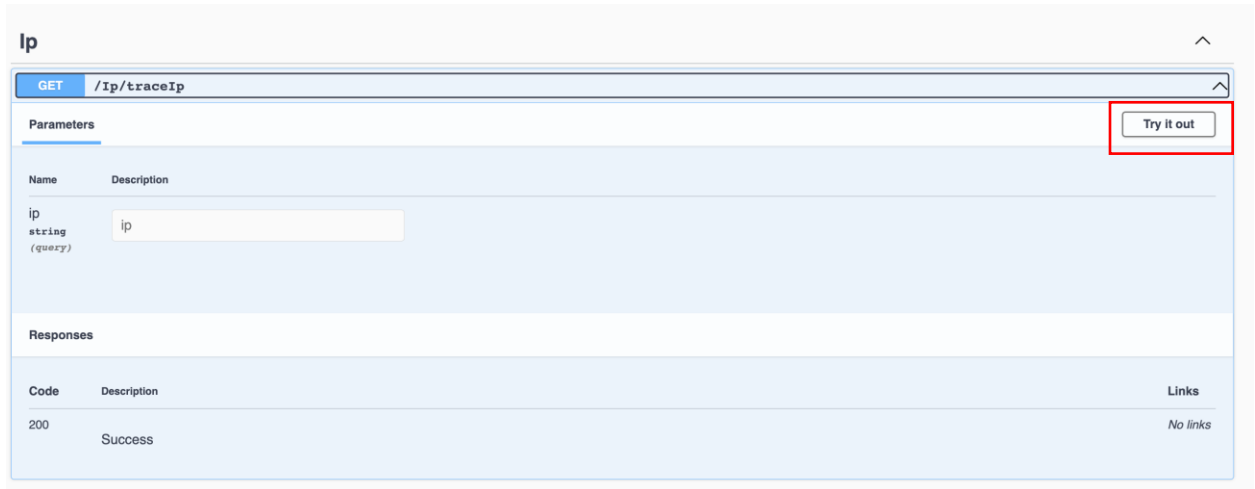 Ip
GET /Ip/traceIp
Parameters Try it out
Name Description
ip
string
(query)
ip
Responses
Code Description Links
200 Success No links